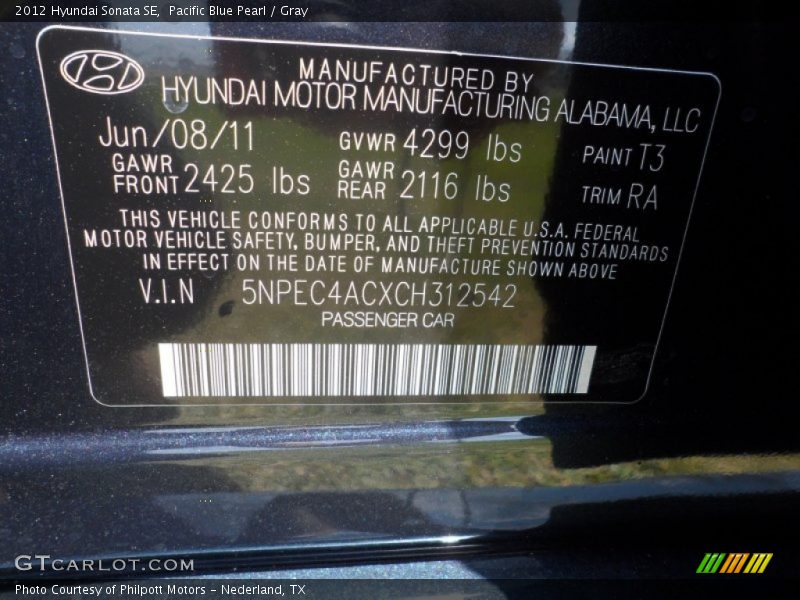 2012 Hyundai Sonata SE, Pacific Blue Pearl / Gray
MANUFACTURED BY
HYUNDAI MOTOR MANUFACTURING ALABAMA, LLC
Jun/08/11 GVWR 4299 lbs PAINT T3
GAWR FRONT 2425 lbs GAWR REAR 2116 lbs TRIM RA
THIS VEHICLE CONFORMS TO ALL APPLICABLE U.S.A. FEDERAL
MOTOR VEHICLE SAFETY, BUMPER, AND THEFT PREVENTION STANDARDS
IN EFFECT ON THE DATE OF MANUFACTURE SHOWN ABOVE
V.I.N 5NPEC4ACXCH312542
PASSENGER CAR
GTCARLOT.COM
Photo Courtesy of Philpott Motors - Nederland, TX